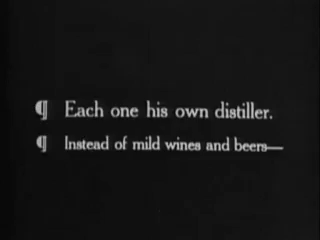 ¶ Each one his own distiller.
¶ Instead of mild wines and beers—